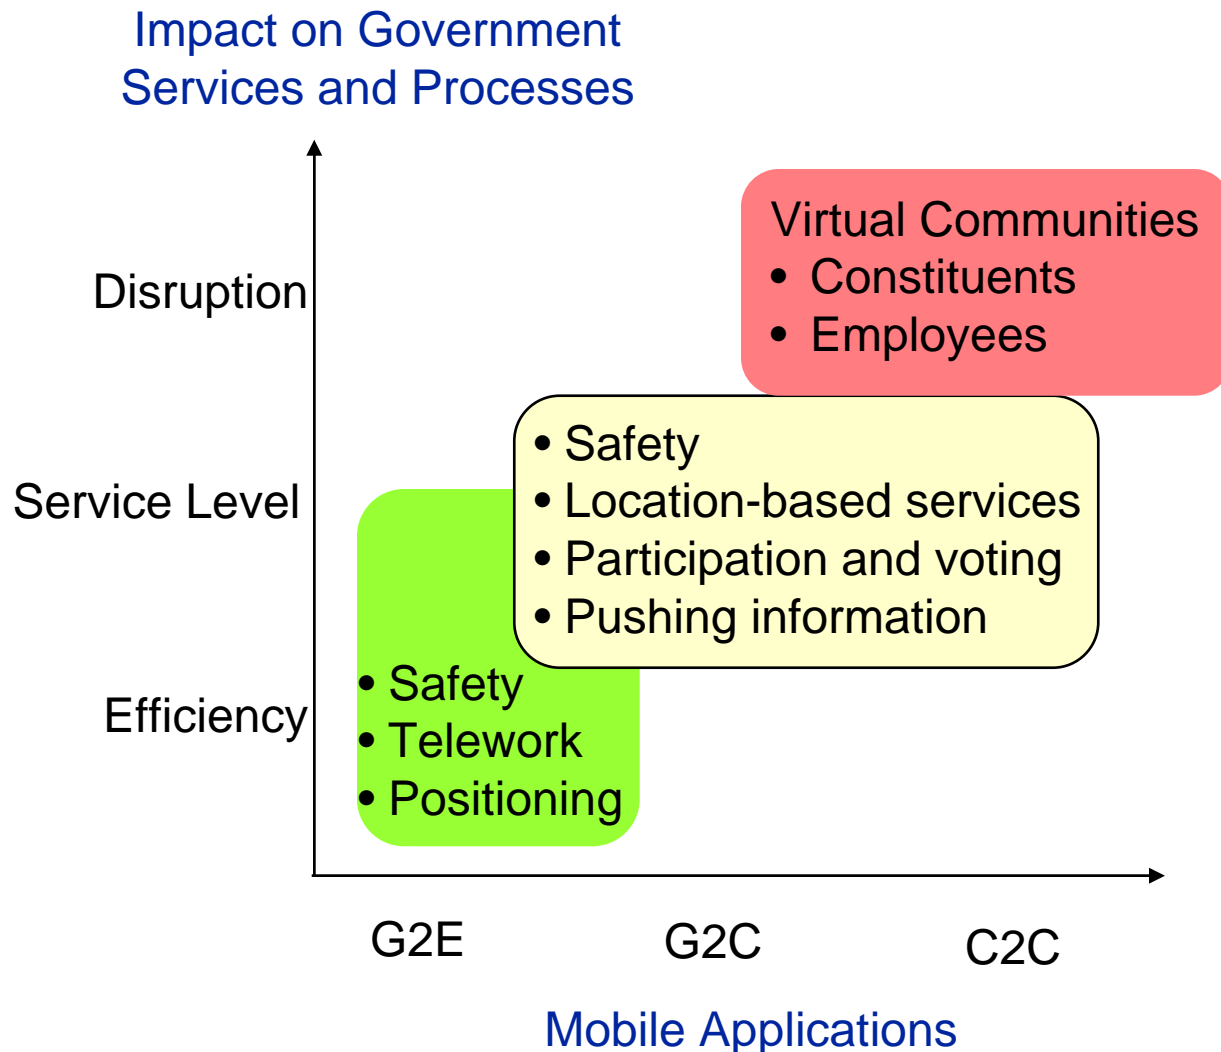 Impact on Government
Services and Processes
Disruption
Virtual Communities
• Constituents
• Employees
Service Level
• Safety
• Location-based services
• Participation and voting
• Pushing information
Efficiency
• Safety
• Telework
• Positioning
G2E
G2C
C2C
Mobile Applications